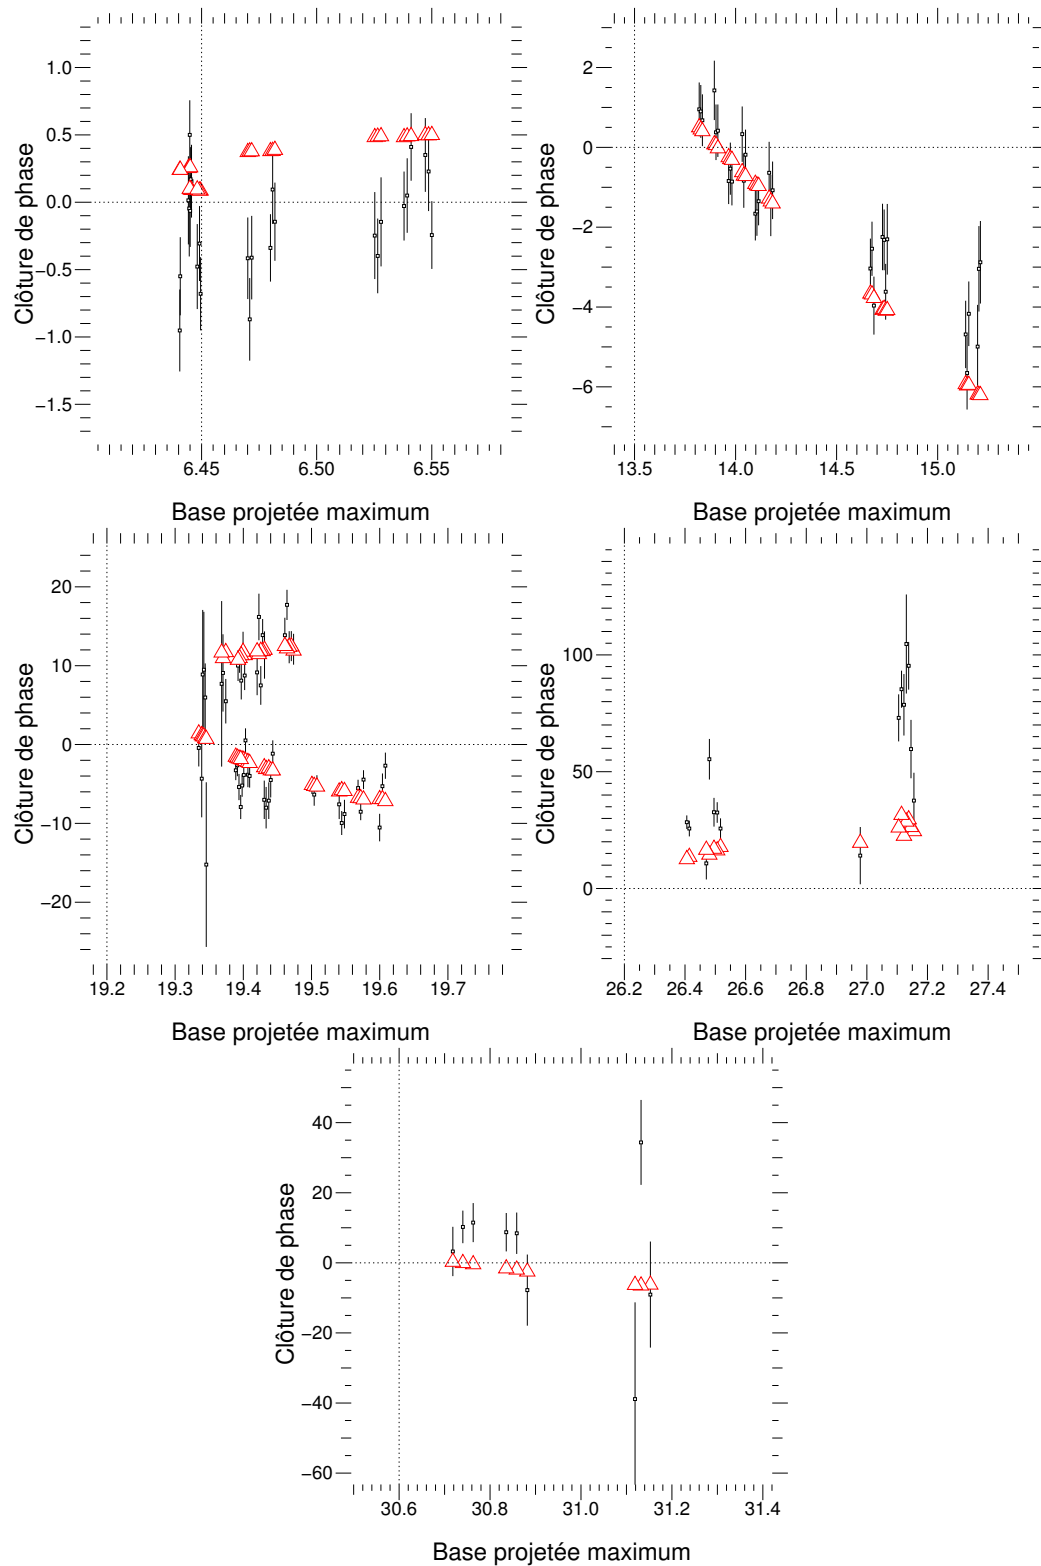 1.0
0.5
0.0
−0.5
−1.0
−1.5
Clôture de phase
6.45 6.50 6.55
Base projetée maximum
2
0
−2
−4
−6
Clôture de phase
13.5 14.0 14.5 15.0
Base projetée maximum
20
10
0
−10
−20
Clôture de phase
19.2 19.3 19.4 19.5 19.6 19.7
Base projetée maximum
100
50
0
Clôture de phase
26.2 26.4 26.6 26.8 27.0 27.2 27.4
Base projetée maximum
40
20
0
−20
−40
−60
Clôture de phase
30.6 30.8 31.0 31.2 31.4
Base projetée maximum